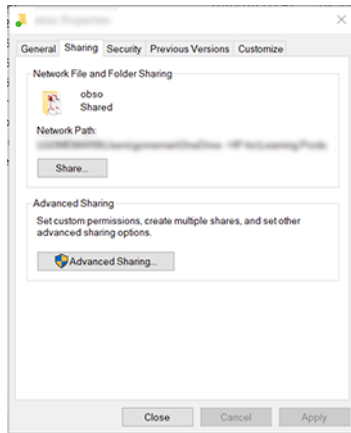 General Sharing Security Previous Versions Customize
Network File and Folder Sharing
obso
Shared
Network Path:
Share...
Advanced Sharing
Set custom permissions, create multiple shares, and set other
advanced sharing options.
Advanced Sharing...
Close Cancel Apply